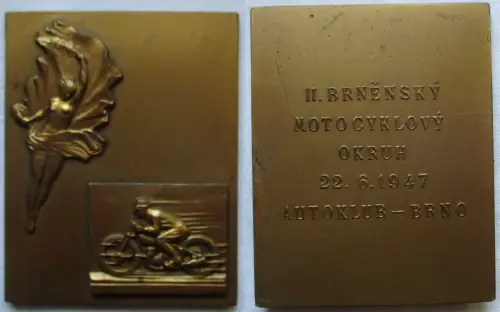 II. BRNĚNSKÝ
MOTOCYKLOVÝ
OKRUH
22. 6. 1947
AUTOKLUB – BRNO